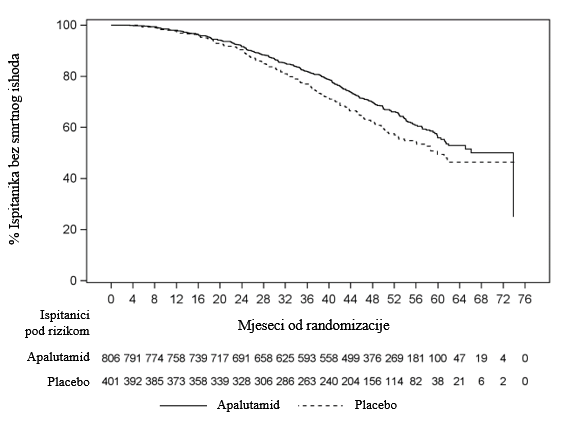 % Ispitanika bez smrtnog ishoda
100
80
60
40
20
0
0 4 8 12 16 20 24 28 32 36 40 44 48 52 56 60 64 68 72 76
Mjeseci od randomizacije
Ispitanici
pod rizikom
Apalutamid 806 791 774 758 739 717 691 658 625 593 558 499 376 269 181 100 47 19 4 0
Placebo 401 392 385 373 358 339 328 306 286 263 240 204 156 114 82 38 21 6 2 0
Apalutamid Placebo